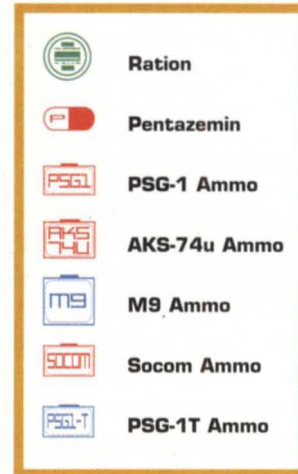 Ration
P
Pentazemin
PSG1
PSG-1 Ammo
AKS
74U
AKS-74u Ammo
M9
M9 Ammo
SOCOM
Socom Ammo
PSG1-T
PSG-1T Ammo